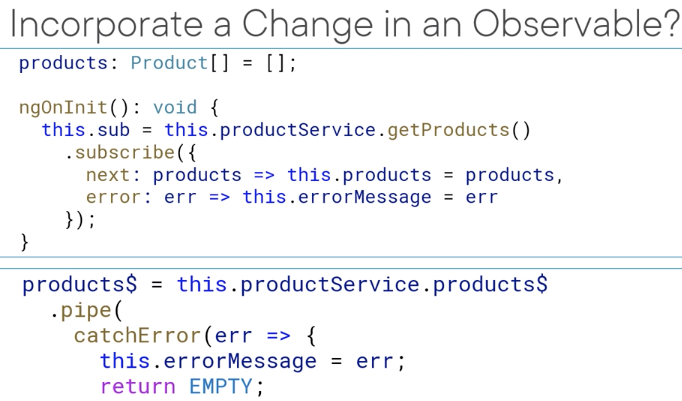 Incorporate a Change in an Observable?
products: Product[] = [];
ngOnInit(): void {
this.sub = this.productService.getProducts()
.subscribe({
next: products => this.products = products,
error: err => this.errorMessage = err
});
}
products$ = this.productService.products$
.pipe(
catchError(err => {
this.errorMessage = err;
return EMPTY;